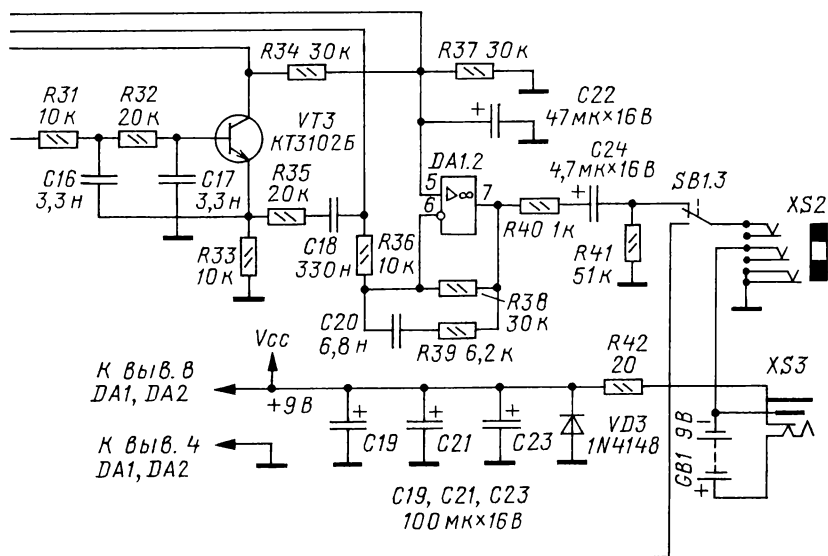 R34 30 к
R37 30 к
R31
10 к
R32
20 к
VT3
КТ3102Б
C22
47 мк×16 В
C24
4,7 мк×16 В
DA1.2
SB1.3
XS2
C16
3,3 н
C17
3,3 н
R35
20 к
5
6
▷∞
7
R40 1 к
R41
51 к
R33
10 к
C18
330 н
R36
10 к
R38
30 к
C20
6,8 н
R39 6,2 к
Vcc
К выв. 8
DA1, DA2
+9 В
R42
20
XS3
C19
C21
C23
VD3
1N4148
GB1
9 В
К выв. 4
DA1, DA2
C19, C21, C23
100 мк×16 В